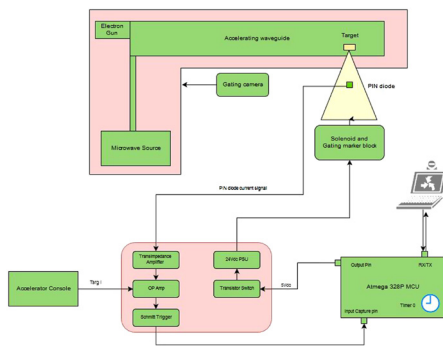 Electron
Gun
Accelerating waveguide
Target
Gating camera
PIN diode
Microwave Source
Solenoid and
Gating marker block
PIN diode current signal
Transimpedance
Amplifier
24Vdc PSU
Accelerator Console
Targ I
OP Amp
Transistor Switch
5Vdc
Schmitt Trigger
Output Pin
RX/TX
Atmega 328P MCU
Timer 0
Input Capture pin